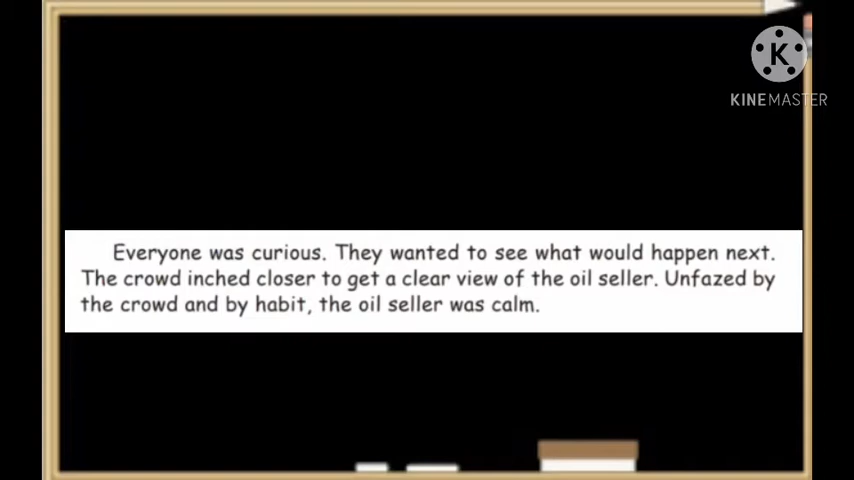 K
KINEMASTER
Everyone was curious. They wanted to see what would happen next.
The crowd inched closer to get a clear view of the oil seller. Unfazed by
the crowd and by habit, the oil seller was calm.